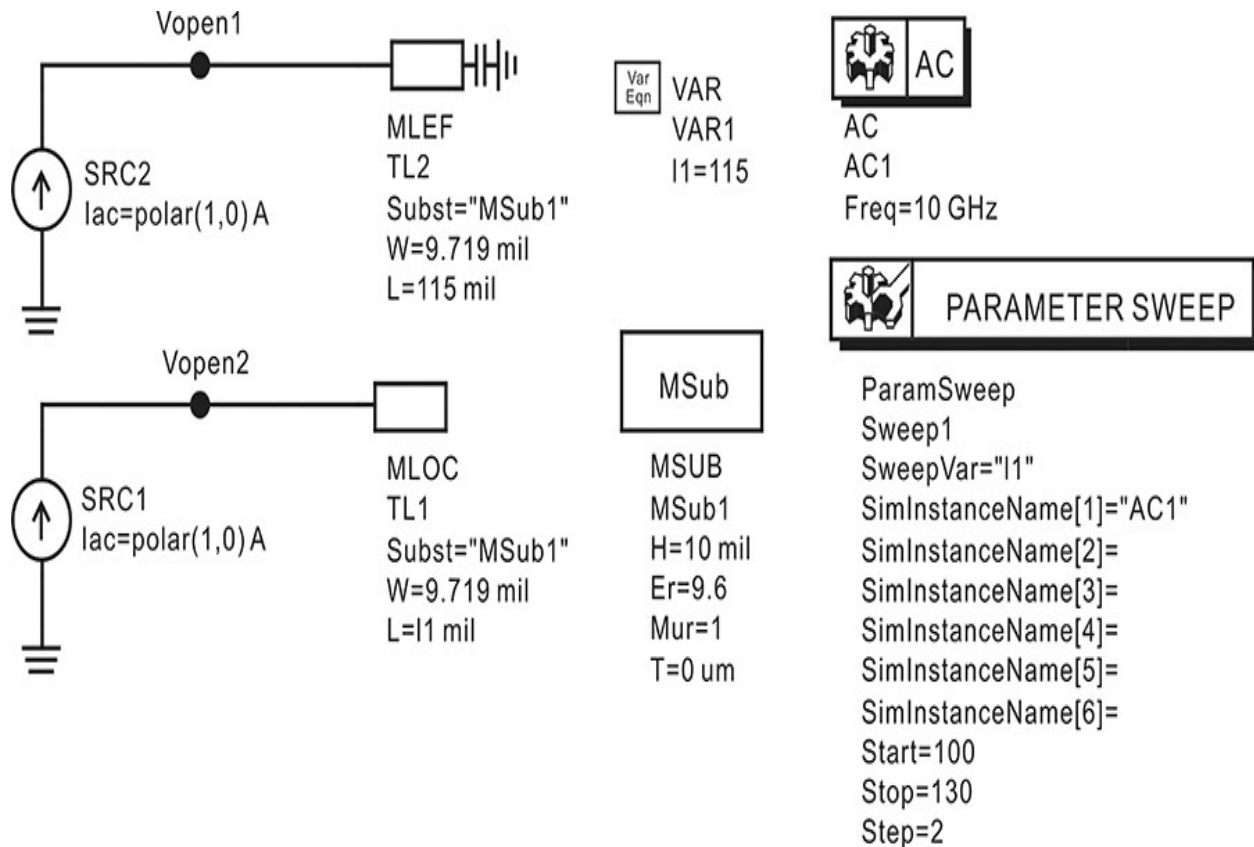 Vopen1
SRC2
Iac=polar(1,0) A
MLEF
TL2
Subst="MSub1"
W=9.719 mil
L=115 mil
Vopen2
SRC1
Iac=polar(1,0) A
MLOC
TL1
Subst="MSub1"
W=9.719 mil
L=l1 mil
Var
Eqn
VAR
VAR1
l1=115
MSub
MSUB
MSub1
H=10 mil
Er=9.6
Mur=1
T=0 um
AC
AC
AC1
Freq=10 GHz
PARAMETER SWEEP
ParamSweep
Sweep1
SweepVar="l1"
SimInstanceName[1]="AC1"
SimInstanceName[2]=
SimInstanceName[3]=
SimInstanceName[4]=
SimInstanceName[5]=
SimInstanceName[6]=
Start=100
Stop=130
Step=2